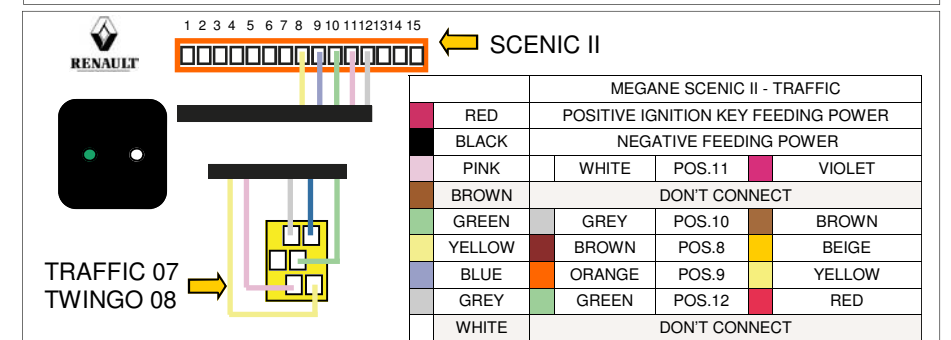 1 2 3 4 5 6 7 8 9 10 11 12 13 14 15
SCENIC II
RENAULT
MEGANE SCENIC II - TRAFFIC
RED POSITIVE IGNITION KEY FEEDING POWER
BLACK NEGATIVE FEEDING POWER
PINK WHITE POS.11 VIOLET
BROWN DON'T CONNECT
GREEN GREY POS.10 BROWN
YELLOW BROWN POS.8 BEIGE
BLUE ORANGE POS.9 YELLOW
GREY GREEN POS.12 RED
WHITE DON'T CONNECT
TRAFFIC 07
TWINGO 08